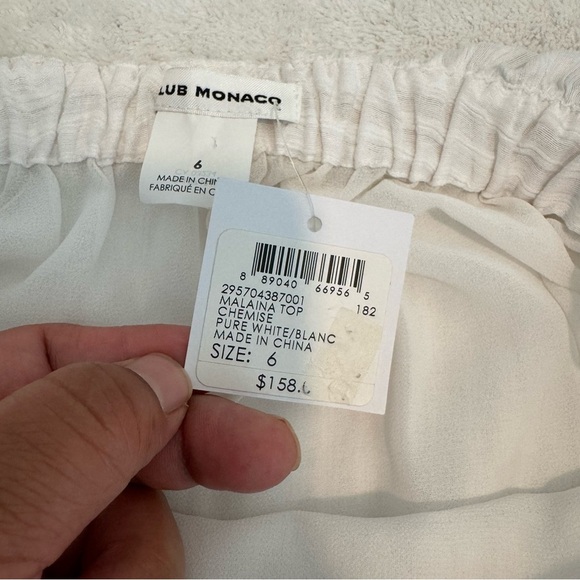 LUB MONACO
6
MADE IN CHIN
FABRIQUÉ EN C
8 89040 66956 5
295704387001 182
MALAINA TOP
CHEMISE
PURE WHITE/BLANC
MADE IN CHINA
SIZE: 6
$158.